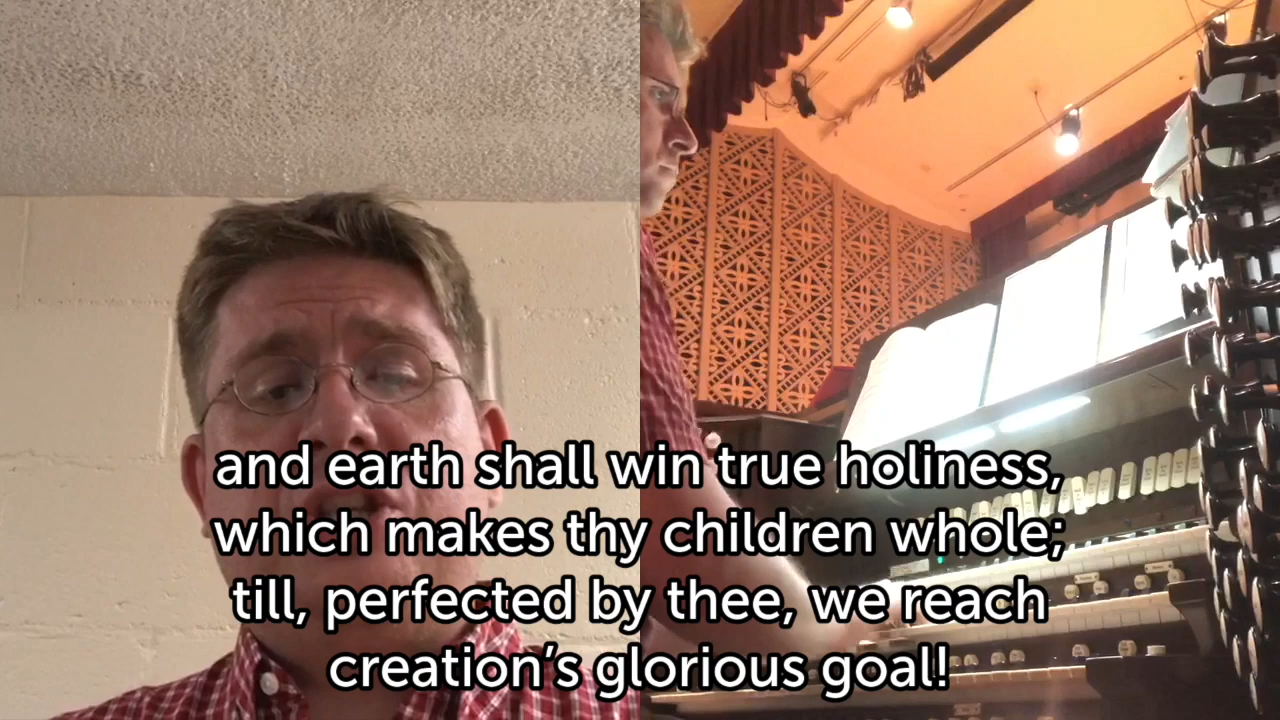 and earth shall win true holiness,
which makes thy children whole;
till, perfected by thee, we reach
creation’s glorious goal!